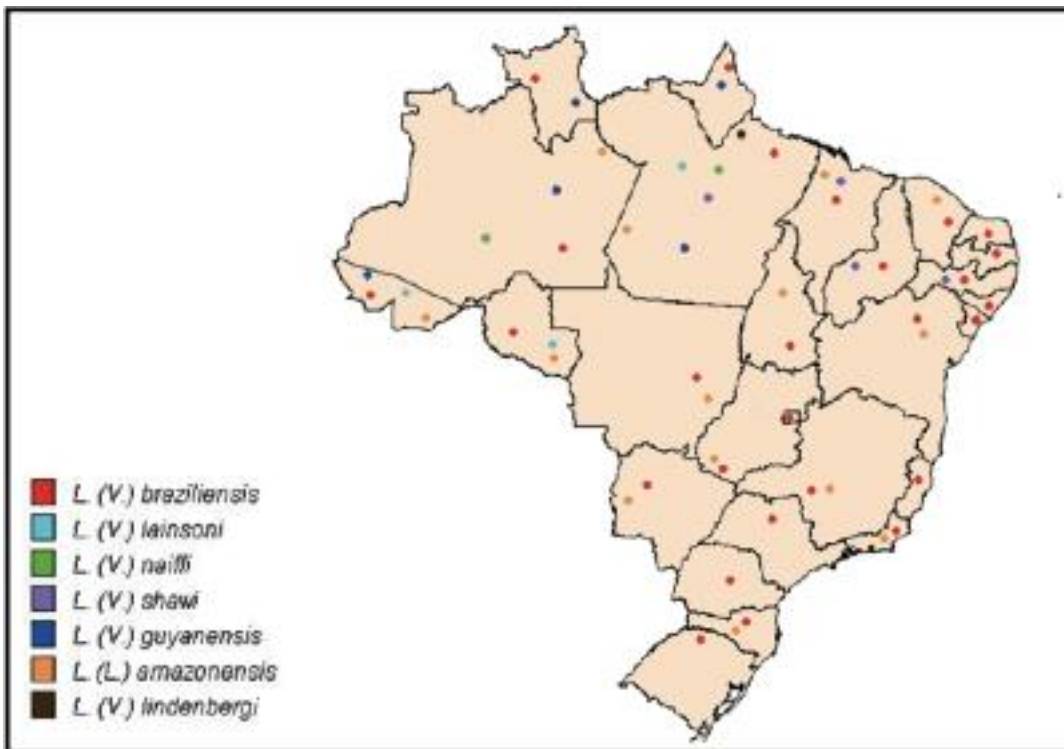 L. (V.) braziliensis
L. (V.) lainsoni
L. (V.) naiffi
L. (V.) shawi
L. (V.) guyanensis
L. (L.) amazonensis
L. (V.) lindenbergi